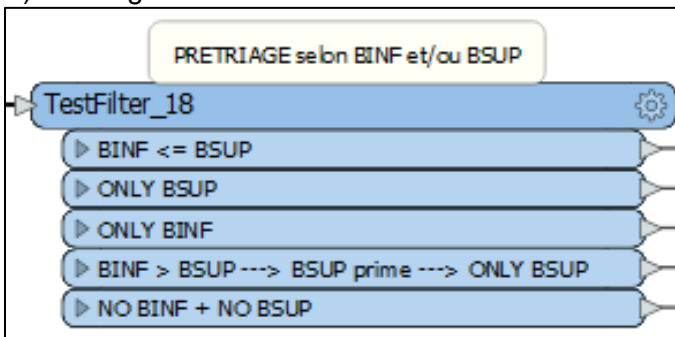 PRETRIAGE selon BINF et/ou BSUP
TestFilter_18
BINF <= BSUP
ONLY BSUP
ONLY BINF
BINF > BSUP ---> BSUP prime ---> ONLY BSUP
NO BINF + NO BSUP